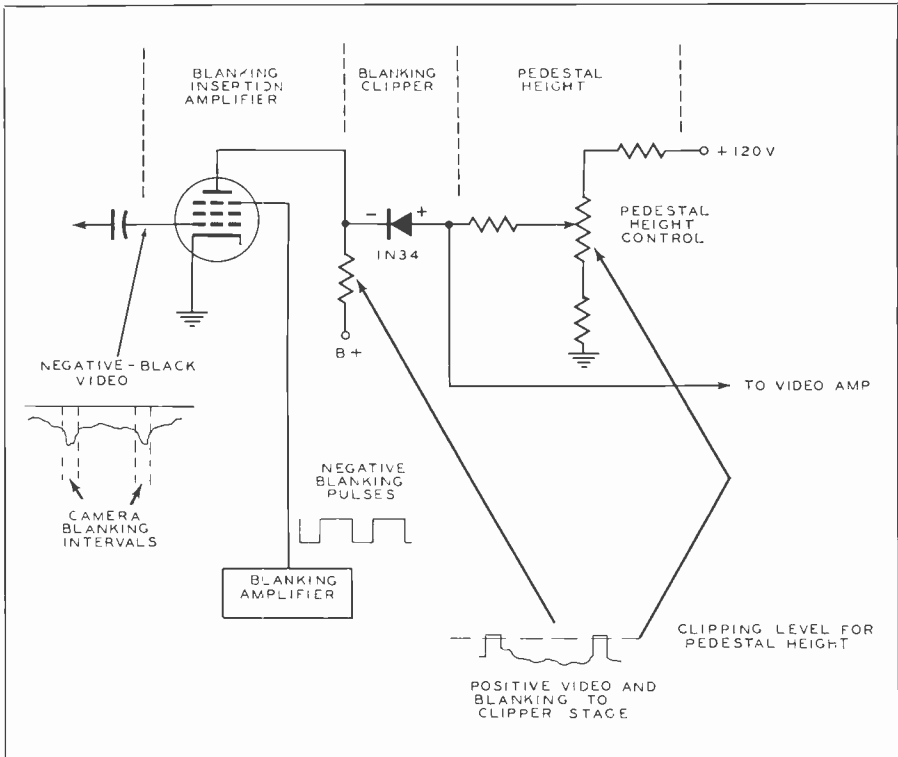 BLANKING
INSERTION
AMPLIFIER
BLANKING
CLIPPER
PEDESTAL
HEIGHT
+120V
PEDESTAL
HEIGHT
CONTROL
- +
1N34
B+
NEGATIVE-BLACK
VIDEO
TO VIDEO AMP
NEGATIVE
BLANKING
PULSES
CAMERA
BLANKING
INTERVALS
BLANKING
AMPLIFIER
CLIPPING LEVEL FOR
PEDESTAL HEIGHT
POSITIVE VIDEO AND
BLANKING TO
CLIPPER STAGE